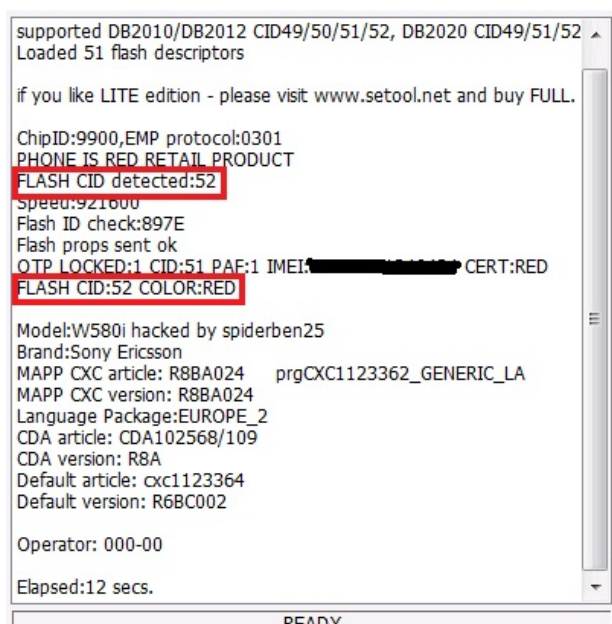 supported DB2010/DB2012 CID49/50/51/52, DB2020 CID49/51/52
Loaded 51 flash descriptors
if you like LITE edition - please visit www.setool.net and buy FULL.
ChipID:9900,EMP protocol:0301
PHONE IS RED RETAIL PRODUCT
FLASH CID detected:52
Speed:921600
Flash ID check:897E
Flash props sent ok
OTP LOCKED:1 CID:51 PAF:1 IMEI: CERT:RED
FLASH CID:52 COLOR:RED
Model:W580i hacked by spiderben25
Brand:Sony Ericsson
MAPP CXC article: R8BA024 prgCXC1123362_GENERIC_LA
MAPP CXC version: R8BA024
Language Package:EUROPE_2
CDA article: CDA102568/109
CDA version: R8A
Default article: cxc1123364
Default version: R6BC002
Operator: 000-00
Elapsed:12 secs.
READY